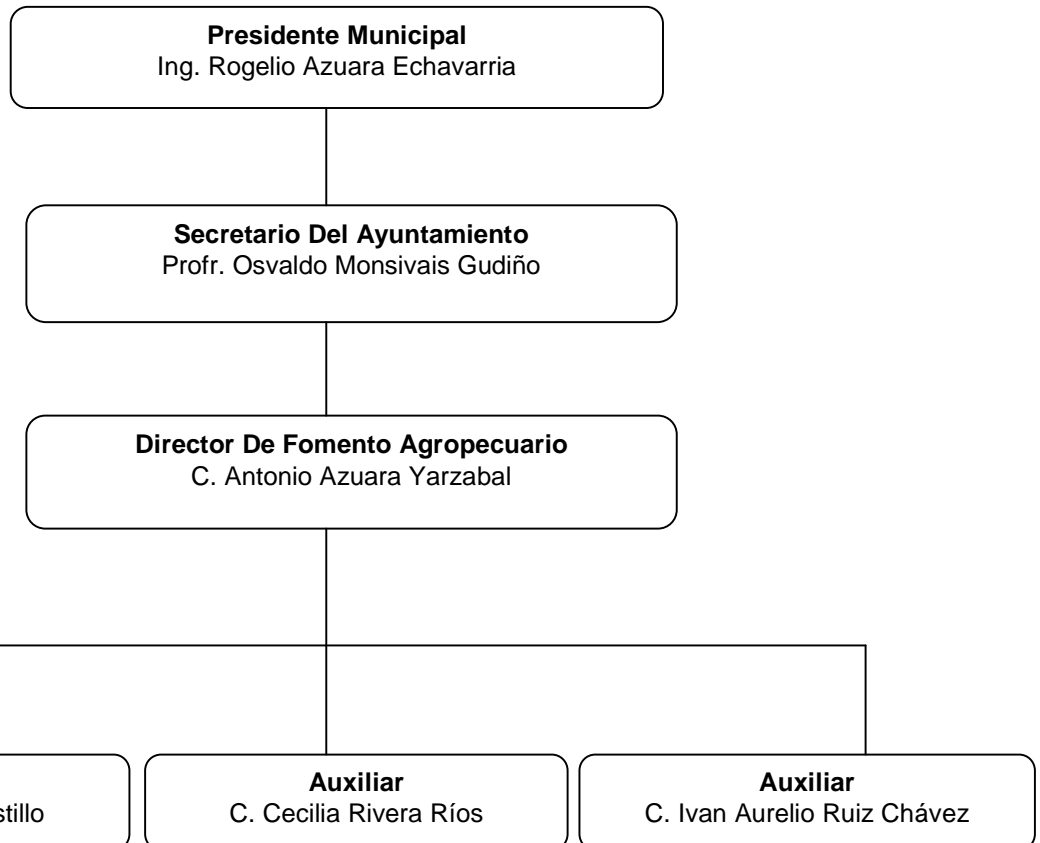 Presidente Municipal
Ing. Rogelio Azuara Echavarria
Secretario Del Ayuntamiento
Profr. Osvaldo Monsivais Gudiño
Director De Fomento Agropecuario
C. Antonio Azuara Yarzabal
stillo
Auxiliar
C. Cecilia Rivera Ríos
Auxiliar
C. Ivan Aurelio Ruiz Chávez